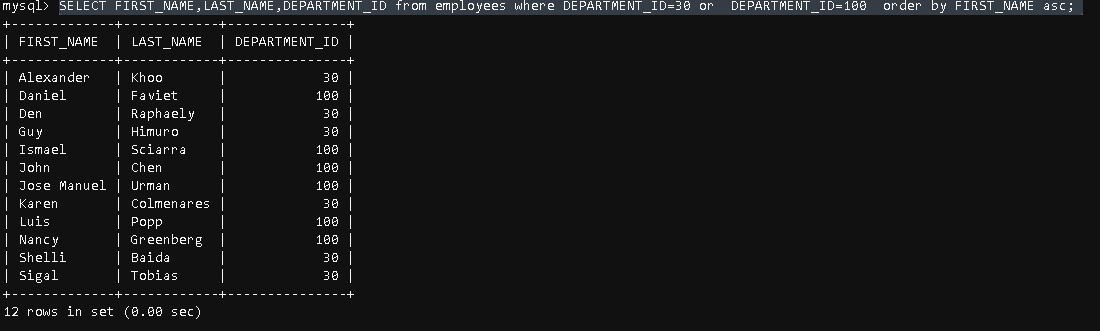 mysql> SELECT FIRST_NAME,LAST_NAME,DEPARTMENT_ID from employees where DEPARTMENT_ID=30 or  DEPARTMENT_ID=100  order by FIRST_NAME asc;
+-------------+------------+---------------+
| FIRST_NAME  | LAST_NAME  | DEPARTMENT_ID |
+-------------+------------+---------------+
| Alexander   | Khoo       |            30 |
| Daniel      | Faviet     |           100 |
| Den         | Raphaely   |            30 |
| Guy         | Himuro     |            30 |
| Ismael      | Sciarra    |           100 |
| John        | Chen       |           100 |
| Jose Manuel | Urman      |           100 |
| Karen       | Colmenares |            30 |
| Luis        | Popp       |           100 |
| Nancy       | Greenberg  |           100 |
| Shelli      | Baida      |            30 |
| Sigal       | Tobias     |            30 |
+-------------+------------+---------------+
12 rows in set (0.00 sec)